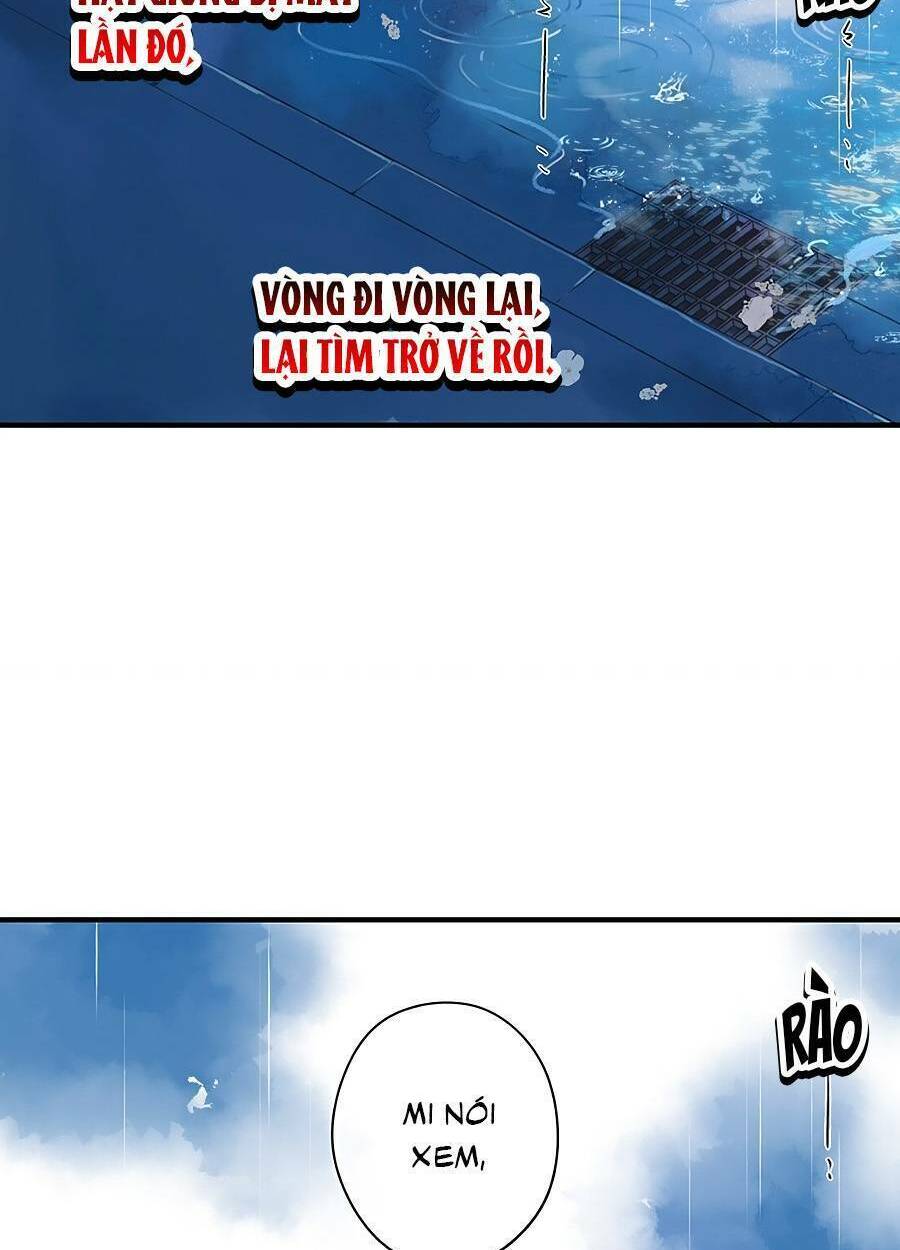 LẦN ĐÓ,
VÒNG ĐI VÒNG LẠI,
LẠI TÌM TRỞ VỀ RỒI.
RÀO
MI NÓI
XEM,